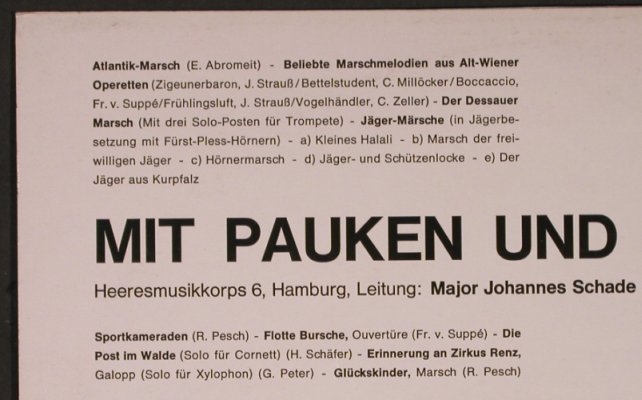 Atlantik-Marsch (E. Abromeit) - Beliebte Marschmelodien aus Alt-Wiener
Operetten (Zigeunerbaron, J. Strauß/Bettelstudent, C. Millöcker/Boccaccio,
Fr. v. Suppé/Frühlingsluft, J. Strauß/Vogelhändler, C. Zeller) - Der Dessauer
Marsch (Mit drei Solo-Posten für Trompete) - Jäger-Märsche (in Jägerbe-
setzung mit Fürst-Pless-Hörnern) - a) Kleines Halali - b) Marsch der frei-
willigen Jäger - c) Hörnermarsch - d) Jäger- und Schützenlocke - e) Der
Jäger aus Kurpfalz
MIT PAUKEN UND
Heeresmusikkorps 6, Hamburg, Leitung: Major Johannes Schade
Sportkameraden (R. Pesch) - Flotte Bursche, Ouvertüre (Fr. v. Suppé) - Die
Post im Walde (Solo für Cornett) (H. Schäfer) - Erinnerung an Zirkus Renz,
Galopp (Solo für Xylophon) (G. Peter) - Glückskinder, Marsch (R. Pesch)